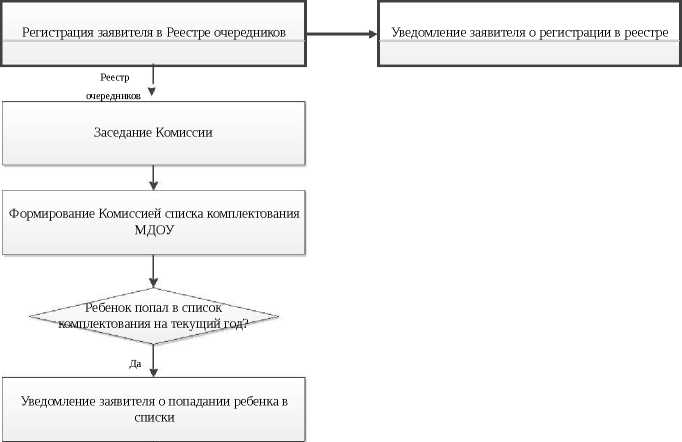 Регистрация заявителя в Реестре очередников
Уведомление заявителя о регистрации в реестре
Реестр
очередников
Заседание Комиссии
Формирование Комиссией списка комплектования
МДОУ
Ребенок попал в список
комплектования на текущий год?
Да
Уведомление заявителя о попадании ребенка в
списки